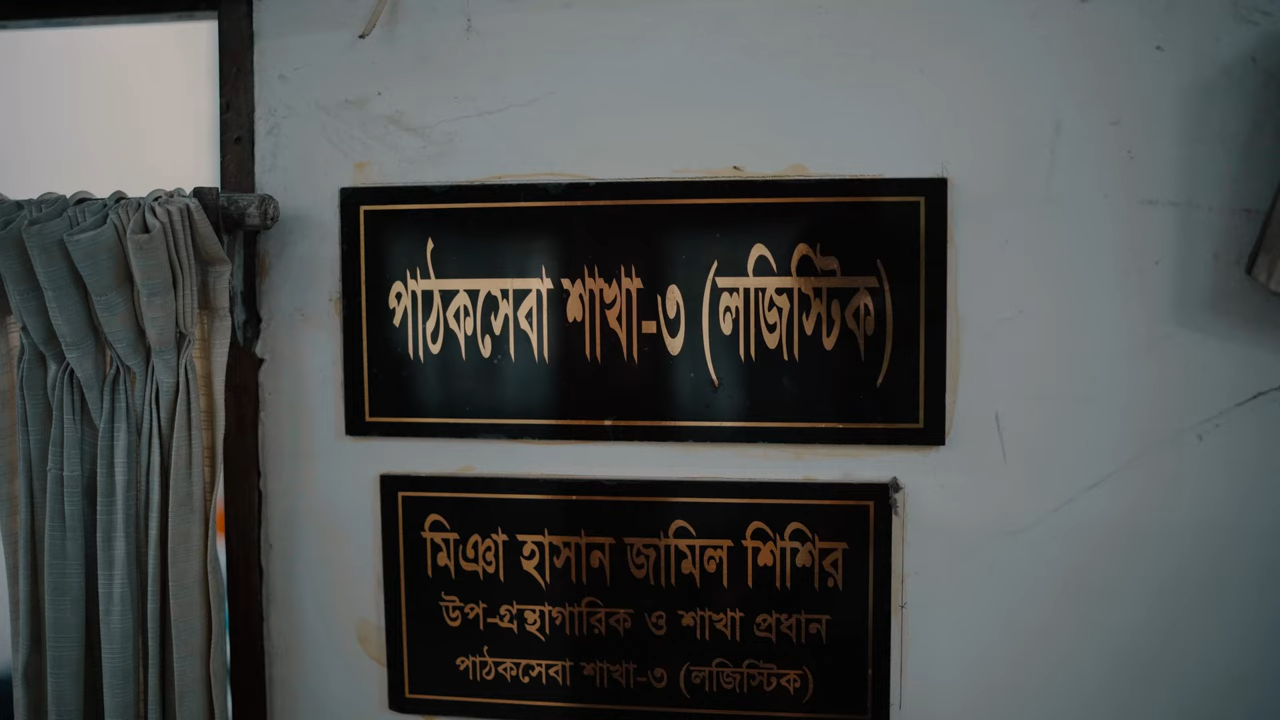 পাঠকসেবা শাখা-৩ (লজিস্টিক)
মিঞা হাসান জামিল শিশির
উপ-গ্রন্থাগারিক ও শাখা প্রধান
পাঠকসেবা শাখা-৩ (লজিস্টিক)